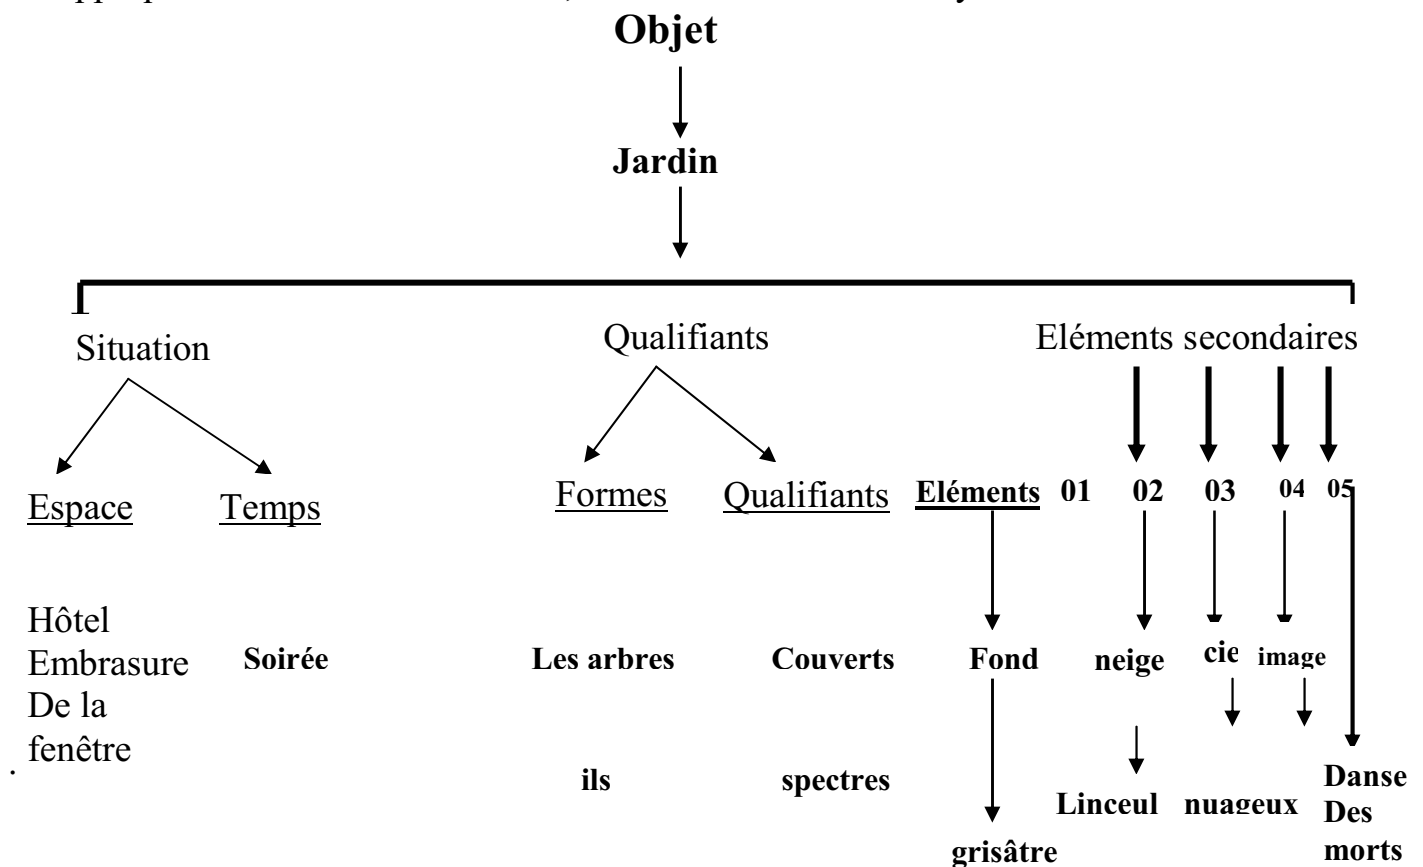 Objet
Jardin
Situation
Qualifiants
Eléments secondaires
Espace
Temps
Formes
Qualifiants
Eléments 01 02 03 04 05
Hôtel
Embrasure
De la
fenêtre
.
Soirée
Les arbres
Couverts
Fond
neige
cie
image
ils
spectres
Linceul
nuageux
Danse
Des
morts
grisâtre